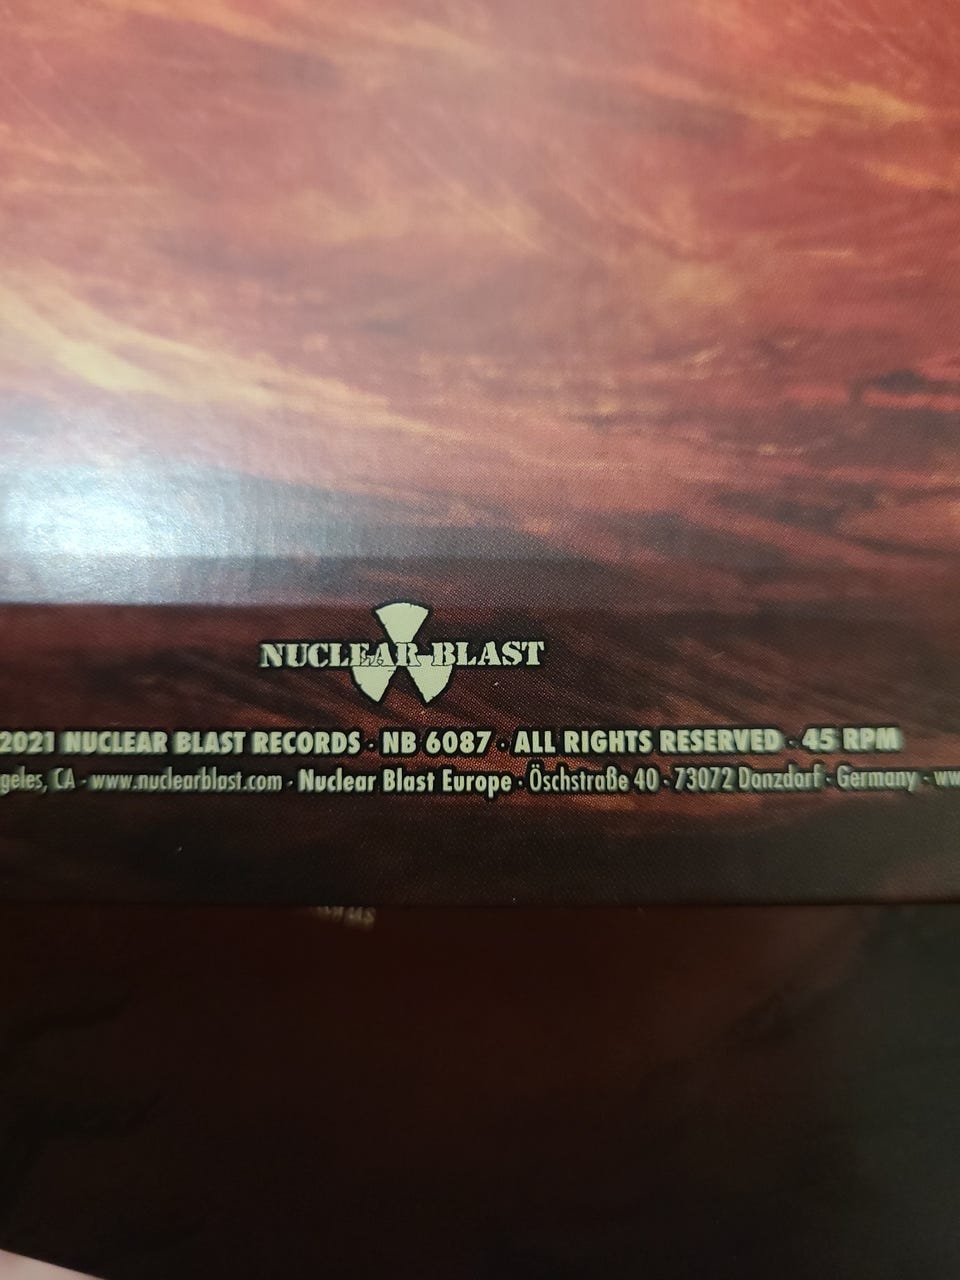 NUCLEAR BLAST
2021 NUCLEAR BLAST RECORDS · NB 6087 · ALL RIGHTS RESERVED · 45 RPM
geles, CA · www.nuclearblast.com · Nuclear Blast Europe · Öschstraße 40 · 73072 Donzdorf · Germany · ww